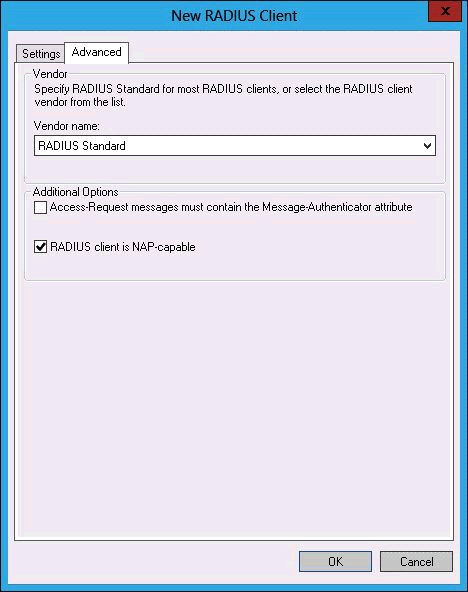 New RADIUS Client
x
Settings
Advanced
Vendor
Specify RADIUS Standard for most RADIUS clients, or select the RADIUS client
vendor from the list.
Vendor name:
RADIUS Standard
Additional Options
Access-Request messages must contain the Message-Authenticator attribute
RADIUS client is NAP-capable
OK
Cancel